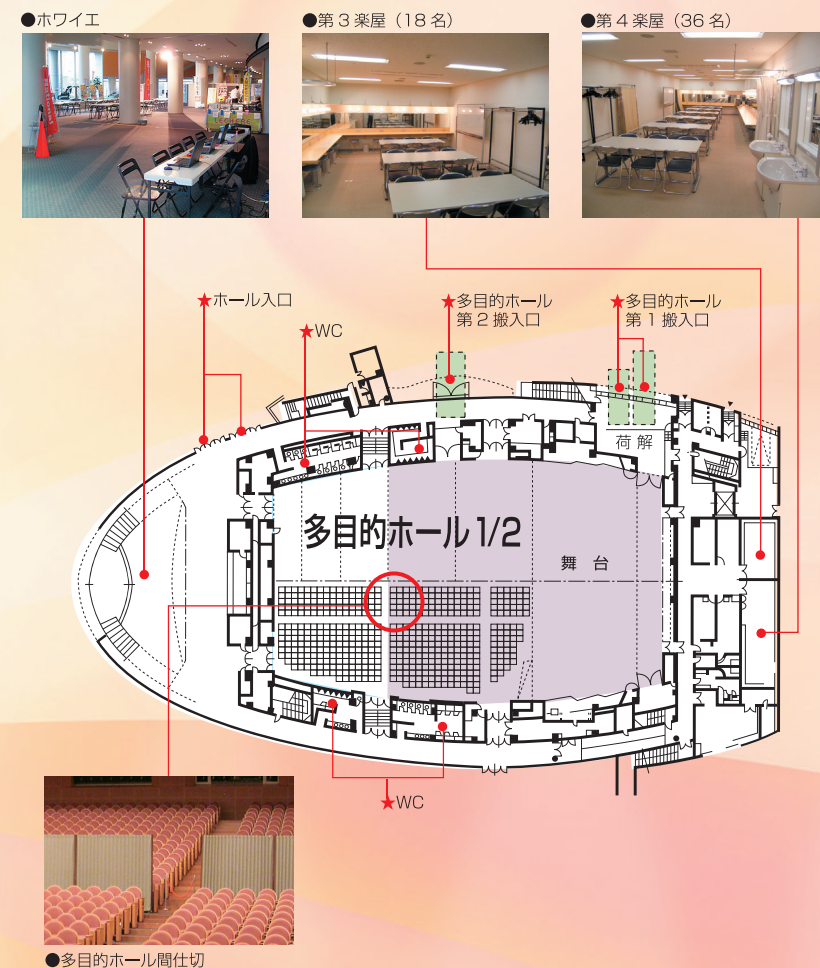 ●ホワイエ
●第3楽屋（18名）
●第4楽屋（36名）
★ホール入口
★WC
★多目的ホール
第2搬入口
★多目的ホール
第1搬入口
荷解
多目的ホール1/2
舞台
★WC
●多目的ホール間仕切